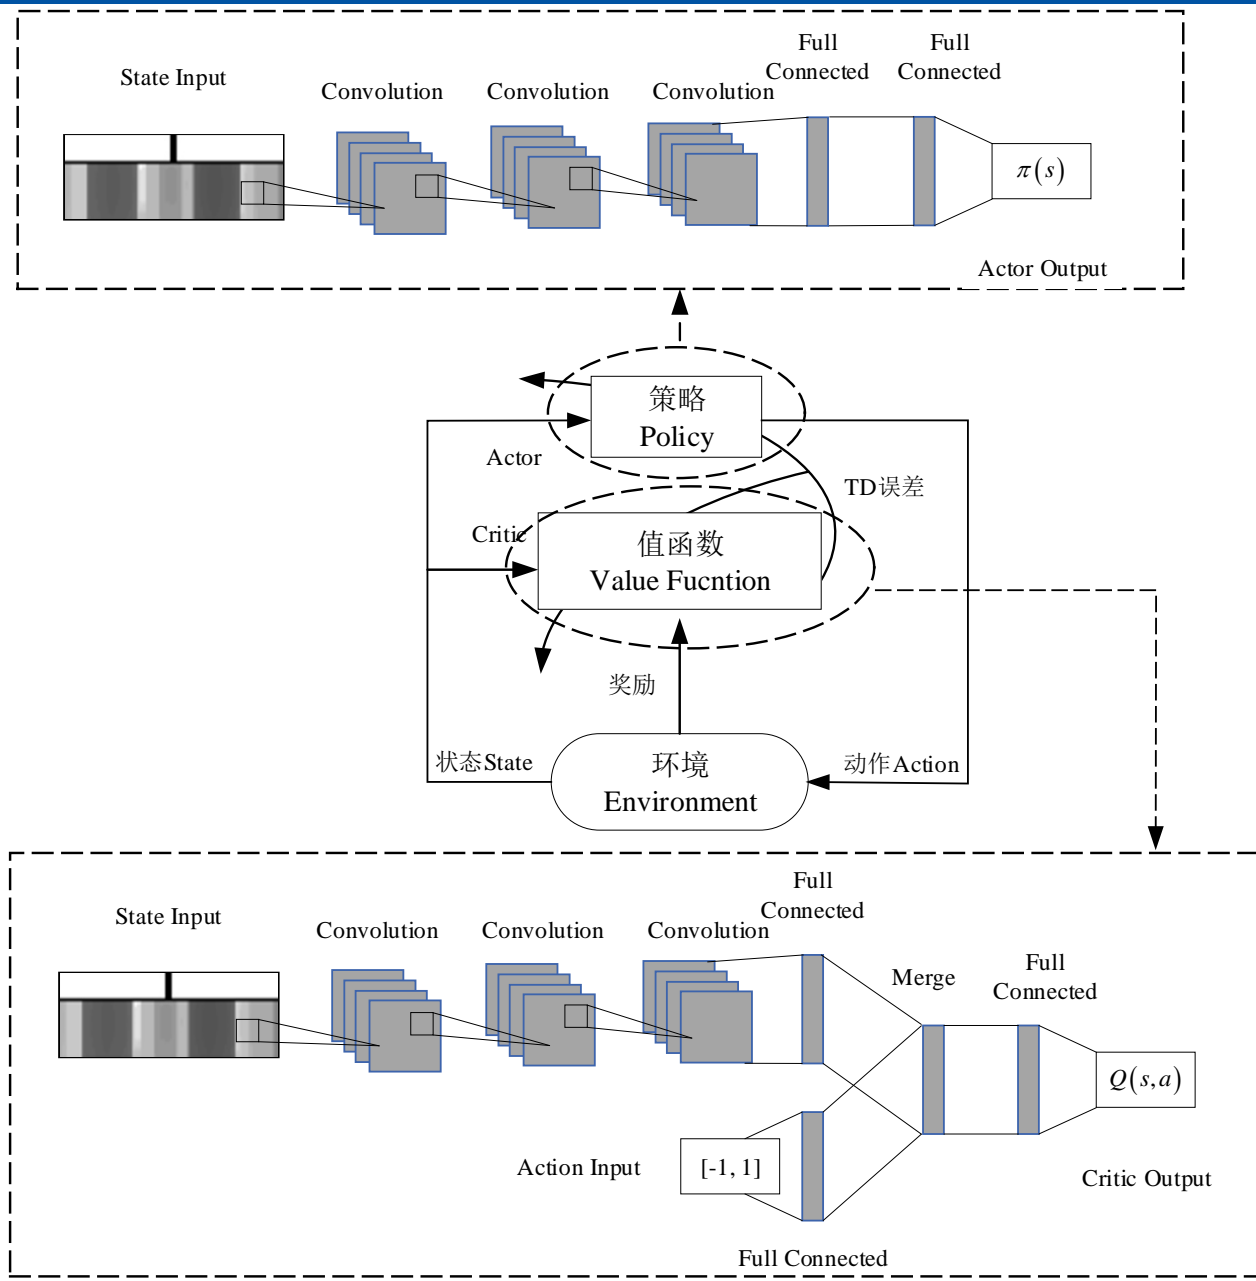 State Input
Convolution
Convolution
Convolution
Full
Connected
Full
Connected
π(s)
Actor Output
策略
Policy
Actor
TD误差
Critic
值函数
Value Fucntion
奖励
状态State
环境
Environment
动作Action
State Input
Convolution
Convolution
Convolution
Full
Connected
Merge
Full
Connected
Q(s,a)
Action Input
[-1, 1]
Critic Output
Full Connected